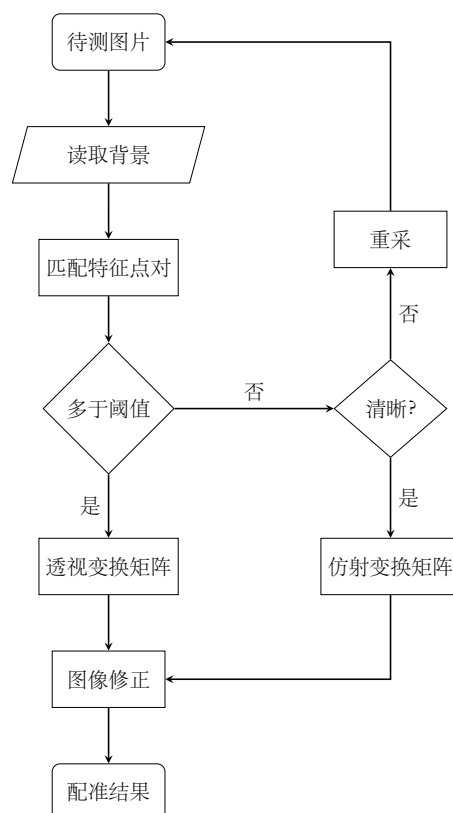 待测图片
读取背景
重采
匹配特征点对
否
多于阈值
否
清晰?
是
是
透视变换矩阵
仿射变换矩阵
图像修正
配准结果